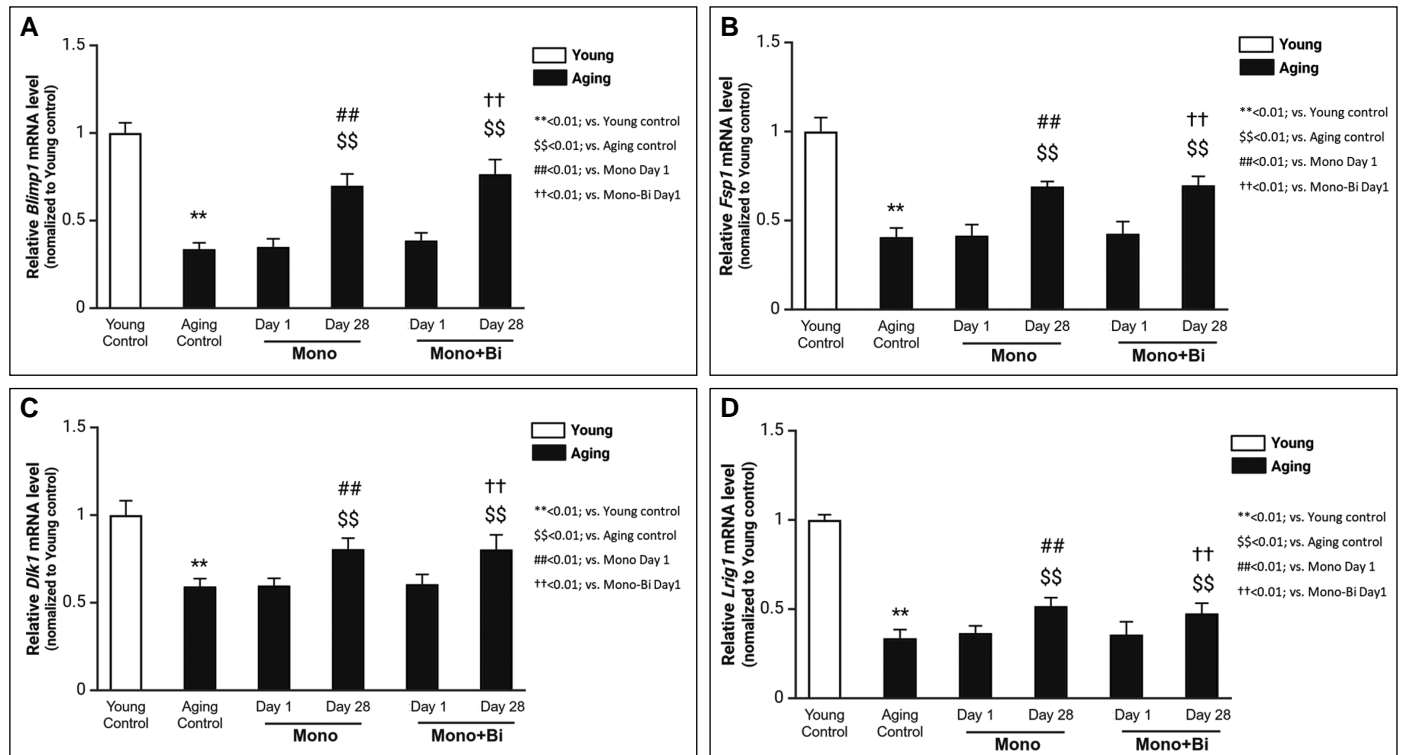 A
Relative Blimp1 mRNA level
(nomalized to Young control)
1.5
1
0.5
0
**
##
$$
††
$$
Young
Control
Aging
Control
Day 1
Day 28
Day 1
Day 28
Mono
Mono+Bi
Young
Aging
**<0.01; vs. Young control
$$<0.01; vs. Aging control
##<0.01; vs. Mono Day 1
††<0.01; vs. Mono-Bi Day1
B
Relative Fsp1 mRNA level
(nomalized to Young control)
1.5
1
0.5
0
**
##
$$
††
$$
Young
Control
Aging
Control
Day 1
Day 28
Day 1
Day 28
Mono
Mono+Bi
Young
Aging
**<0.01; vs. Young control
$$<0.01; vs. Aging control
##<0.01; vs. Mono Day 1
††<0.01; vs. Mono-Bi Day1
C
Relative Dlk1 mRNA level
(nomalized to Young control)
1.5
1
0.5
0
**
##
$$
††
$$
Young
Control
Aging
Control
Day 1
Day 28
Day 1
Day 28
Mono
Mono+Bi
Young
Aging
**<0.01; vs. Young control
$$<0.01; vs. Aging control
##<0.01; vs. Mono Day 1
††<0.01; vs. Mono-Bi Day1
D
Relative Lrig1 mRNA level
(nomalized to Young control)
1.5
1
0.5
0
**
##
$$
††
$$
Young
Control
Aging
Control
Day 1
Day 28
Day 1
Day 28
Mono
Mono+Bi
Young
Aging
**<0.01; vs. Young control
$$<0.01; vs. Aging control
##<0.01; vs. Mono Day 1
††<0.01; vs. Mono-Bi Day1